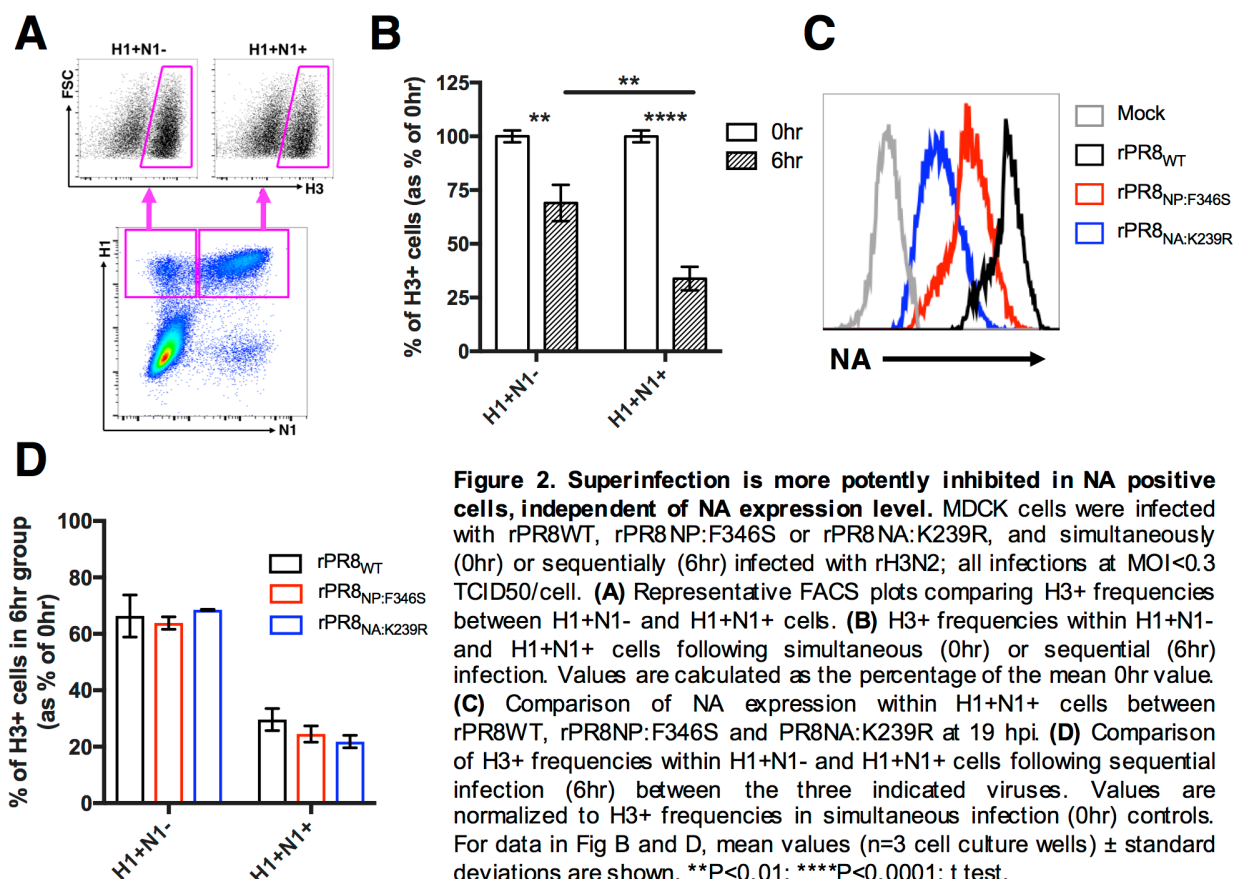 A
H1+N1-
H1+N1+
FSC
H3
H1
N1
B
% of H3+ cells (as % of 0hr)
125
100
75
50
25
0
**
**
****
H1+N1-
H1+N1+
0hr
6hr
C
NA
Mock
rPR8WT
rPR8NP:F346S
rPR8NA:K239R
D
% of H3+ cells in 6hr group
(as % of 0hr)
100
80
60
40
20
0
H1+N1-
H1+N1+
rPR8WT
rPR8NP:F346S
rPR8NA:K239R
Figure 2. Superinfection is more potently inhibited in NA positive
cells, independent of NA expression level. MDCK cells were infected
with rPR8WT, rPR8NP:F346S or rPR8NA:K239R, and simultaneously
(0hr) or sequentially (6hr) infected with rH3N2; all infections at MOI<0.3
TCID50/cell. (A) Representative FACS plots comparing H3+ frequencies
between H1+N1- and H1+N1+ cells. (B) H3+ frequencies within H1+N1-
and H1+N1+ cells following simultaneous (0hr) or sequential (6hr)
infection. Values are calculated as the percentage of the mean 0hr value.
(C) Comparison of NA expression within H1+N1+ cells between
rPR8WT, rPR8NP:F346S and PR8NA:K239R at 19 hpi. (D) Comparison
of H3+ frequencies within H1+N1- and H1+N1+ cells following sequential
infection (6hr) between the three indicated viruses. Values are
normalized to H3+ frequencies in simultaneous infection (0hr) controls.
For data in Fig B and D, mean values (n=3 cell culture wells) ± standard
deviations are shown. **P<0.01; ****P<0.0001; t test.